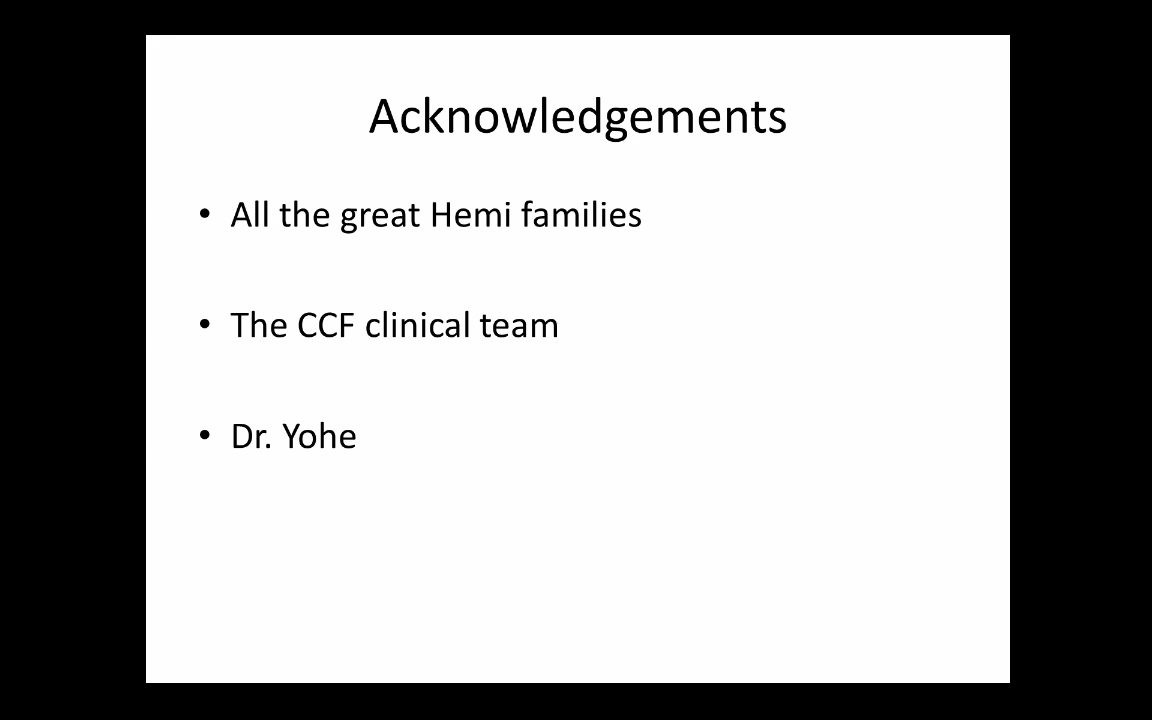 Acknowledgements
• All the great Hemi families
• The CCF clinical team
• Dr. Yohe